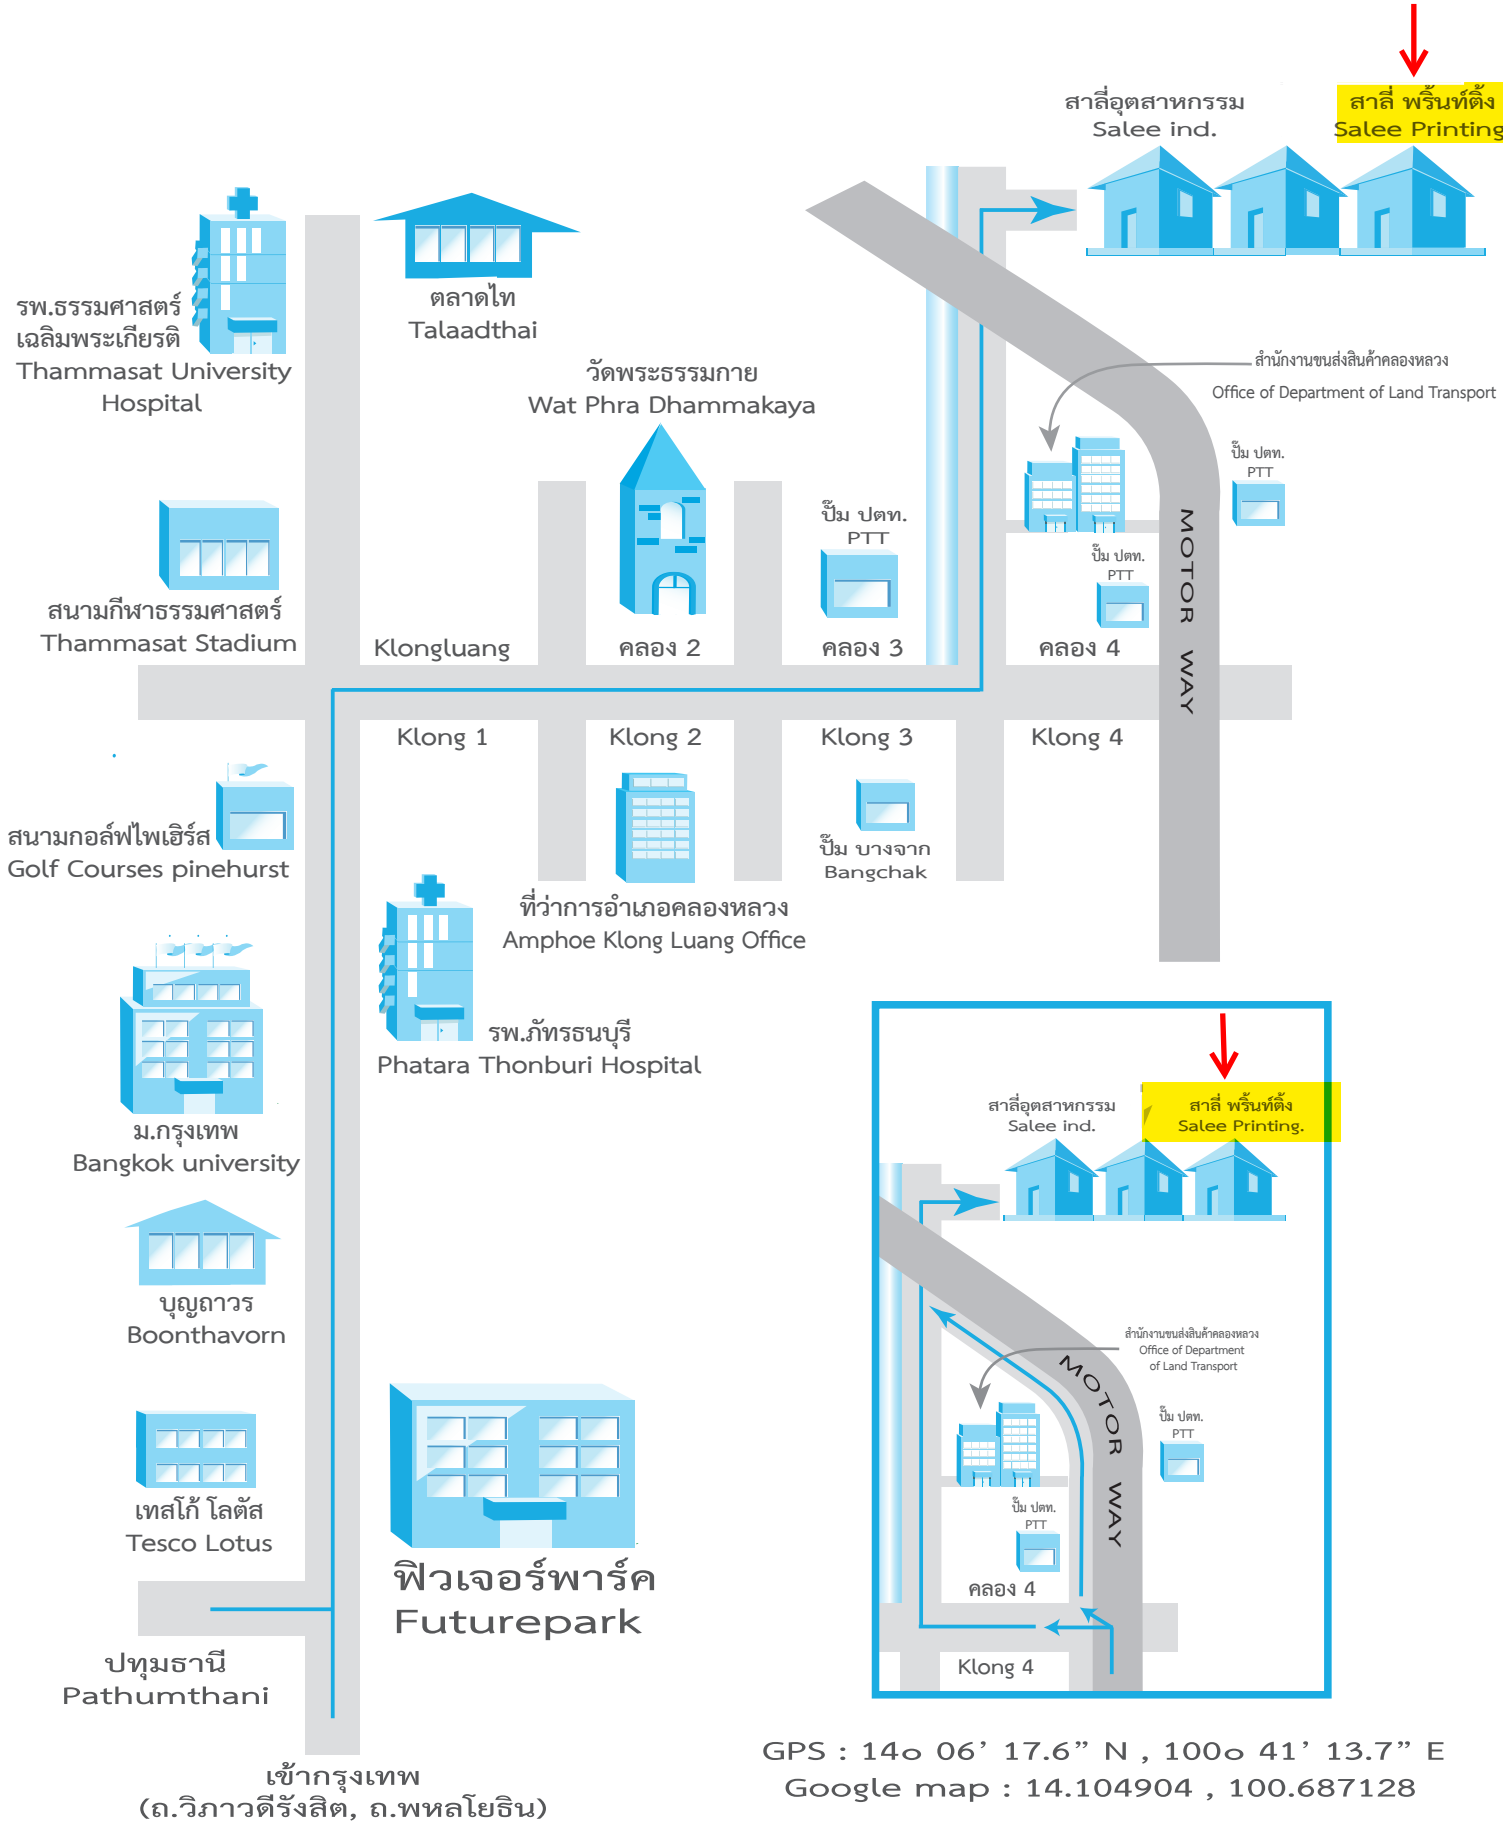 สาลี่อุตสาหกรรม
Salee ind.
สาลี่ พริ้นท์ติ้ง
Salee Printing
รพ.ธรรมศาสตร์
เฉลิมพระเกียรติ
Thammasat University
Hospital
ตลาดไท
Talaadthai
วัดพระธรรมกาย
Wat Phra Dhammakaya
สำนักงานขนส่งสินค้าคลองหลวง
Office of Department of Land Transport
ปั๊ม ปตท.
PTT
ปั๊ม ปตท.
PTT
ปั๊ม ปตท.
PTT
MOTOR WAY
สนามกีฬาธรรมศาสตร์
Thammasat Stadium
Klongluang
คลอง 2
คลอง 3
คลอง 4
Klong 1
Klong 2
Klong 3
Klong 4
สนามกอล์ฟไพเฮิร์ส
Golf Courses pinehurst
ปั๊ม บางจาก
Bangchak
ที่ว่าการอำเภอคลองหลวง
Amphoe Klong Luang Office
รพ.ภัทรธนบุรี
Phatara Thonburi Hospital
ม.กรุงเทพ
Bangkok university
บุญถาวร
Boonthavorn
เทสโก้ โลตัส
Tesco Lotus
ฟิวเจอร์พาร์ค
Futurepark
ปทุมธานี
Pathumthani
เข้ากรุงเทพ
(ถ.วิภาวดีรังสิต, ถ.พหลโยธิน)
สาลี่อุตสาหกรรม
Salee ind.
สาลี่ พริ้นท์ติ้ง
Salee Printing.
สำนักงานขนส่งสินค้าคลองหลวง
Office of Department
of Land Transport
MOTOR WAY
ปั๊ม ปตท.
PTT
ปั๊ม ปตท.
PTT
คลอง 4
Klong 4
GPS : 14o 06’ 17.6” N , 100o 41’ 13.7” E
Google map : 14.104904 , 100.687128